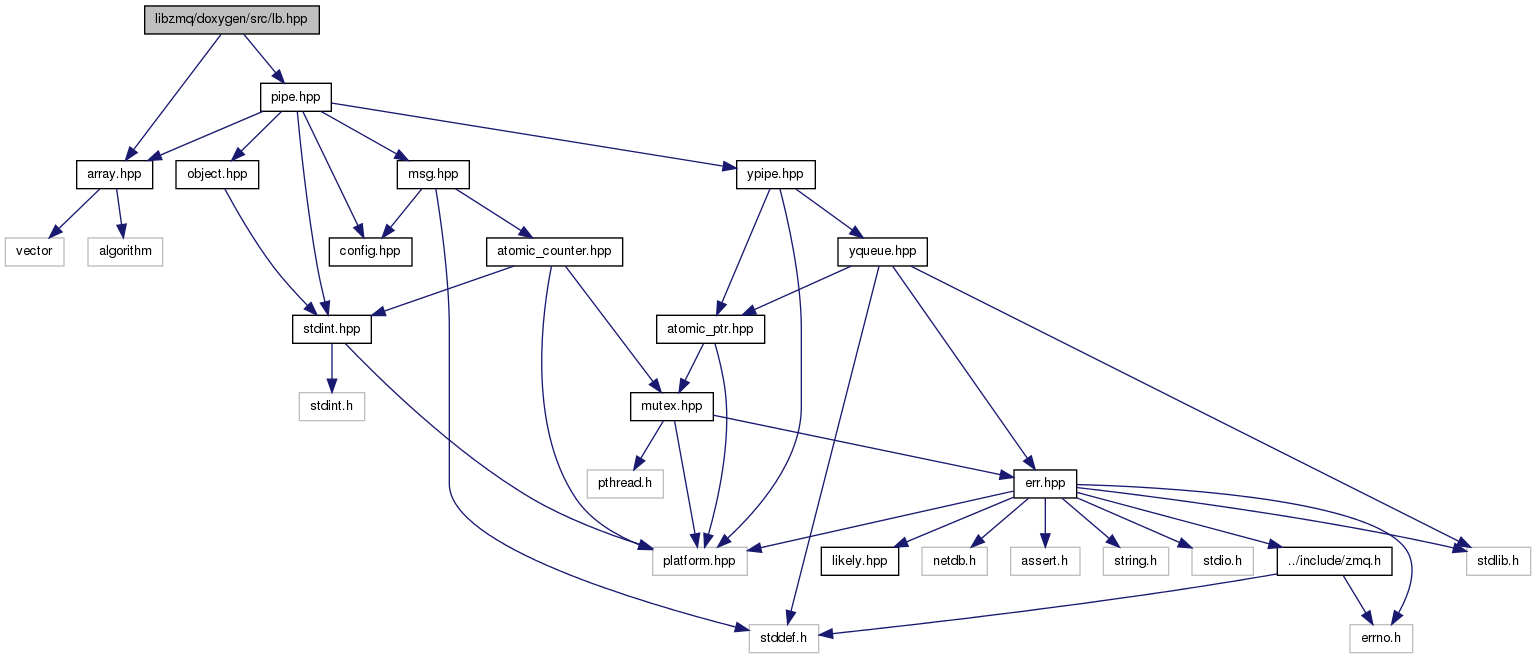 libzmq/doxygen/src/lb.hpp
pipe.hpp
array.hpp
object.hpp
msg.hpp
ypipe.hpp
vector
algorithm
config.hpp
atomic_counter.hpp
yqueue.hpp
stdint.hpp
atomic_ptr.hpp
stdint.h
mutex.hpp
pthread.h
err.hpp
platform.hpp
likely.hpp
netdb.h
assert.h
string.h
stdio.h
../include/zmq.h
stdlib.h
stddef.h
errno.h